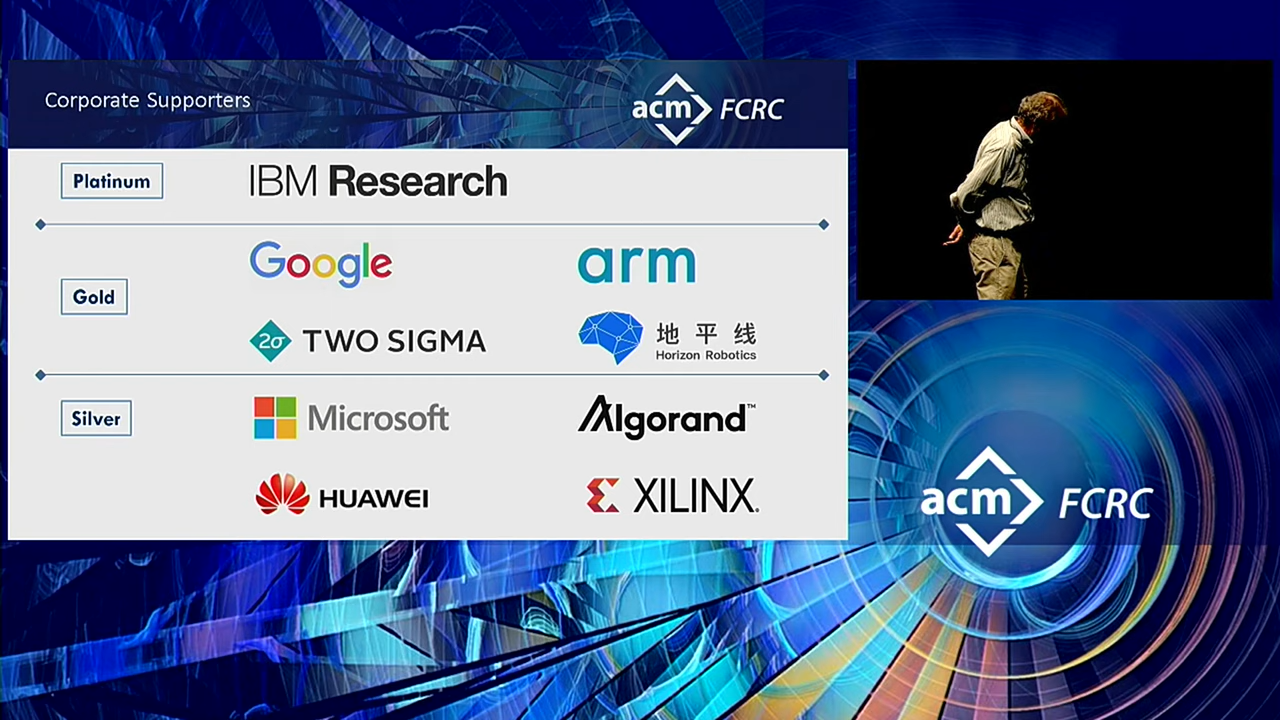 Corporate Supporters
acm FCRC
Platinum
IBM Research
Gold
Google
arm
2σ TWO SIGMA
地平线
Horizon Robotics
Silver
Microsoft
Algorand™
HUAWEI
XILINX®
acm FCRC